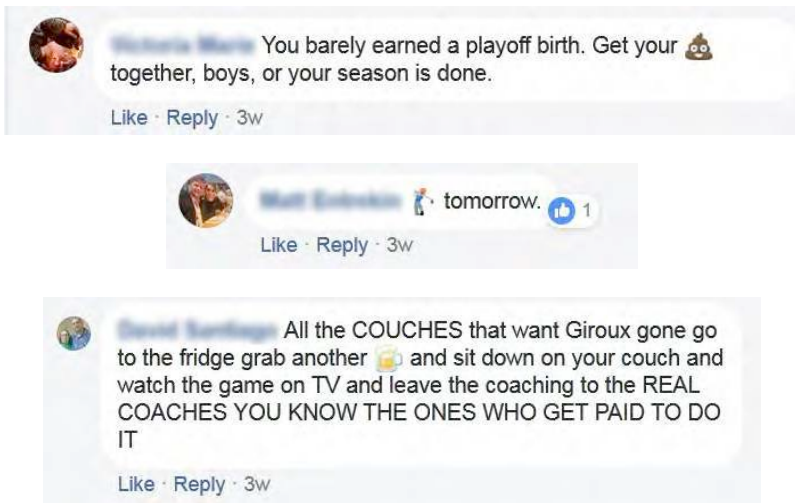 You barely earned a playoff birth. Get your 💩
together, boys, or your season is done.
Like · Reply · 3w
🏌 tomorrow. 1
Like · Reply · 3w
All the COUCHES that want Giroux gone go
to the fridge grab another 🍺 and sit down on your couch and
watch the game on TV and leave the coaching to the REAL
COACHES YOU KNOW THE ONES WHO GET PAID TO DO
IT
Like · Reply · 3w